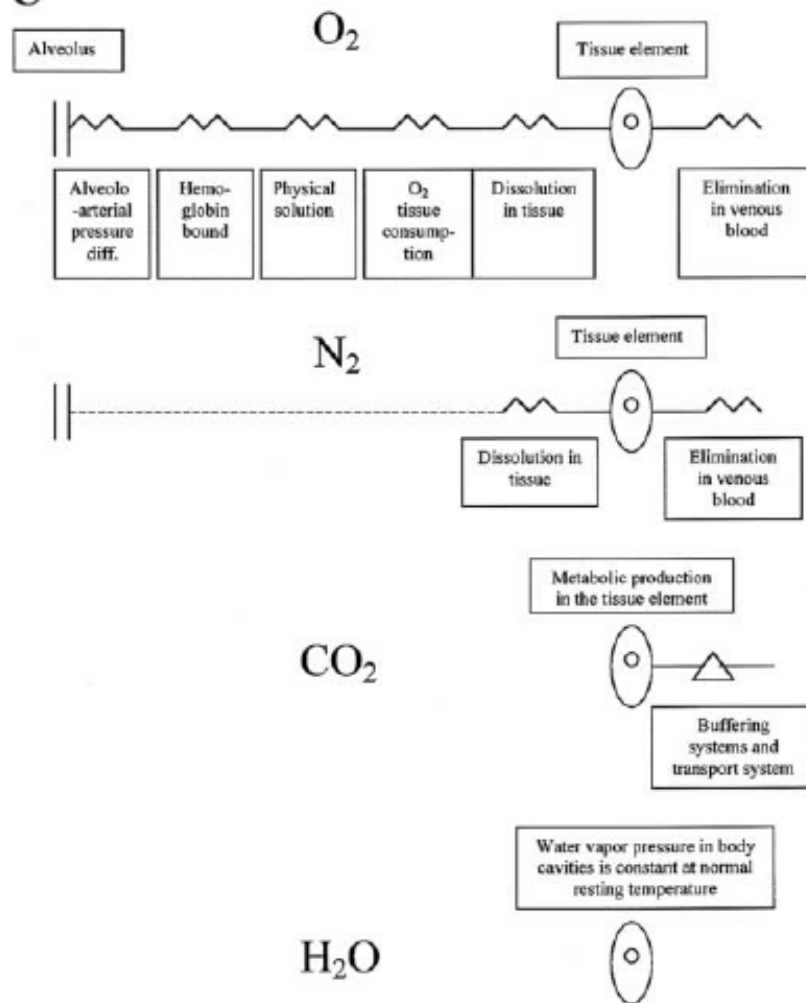 O2
Alveolus
Tissue element
Alveolo
-arterial
pressure
diff.
Hemo-
globin
bound
Physical
solution
O2
tissue
consump-
tion
Dissolution
in tissue
Elimination
in venous
blood
N2
Tissue element
Dissolution in
tissue
Elimination
in venous
blood
Metabolic production
in the tissue element
CO2
Buffering
systems and
transport system
Water vapor pressure in body
cavities is constant at normal
resting temperature
H2O